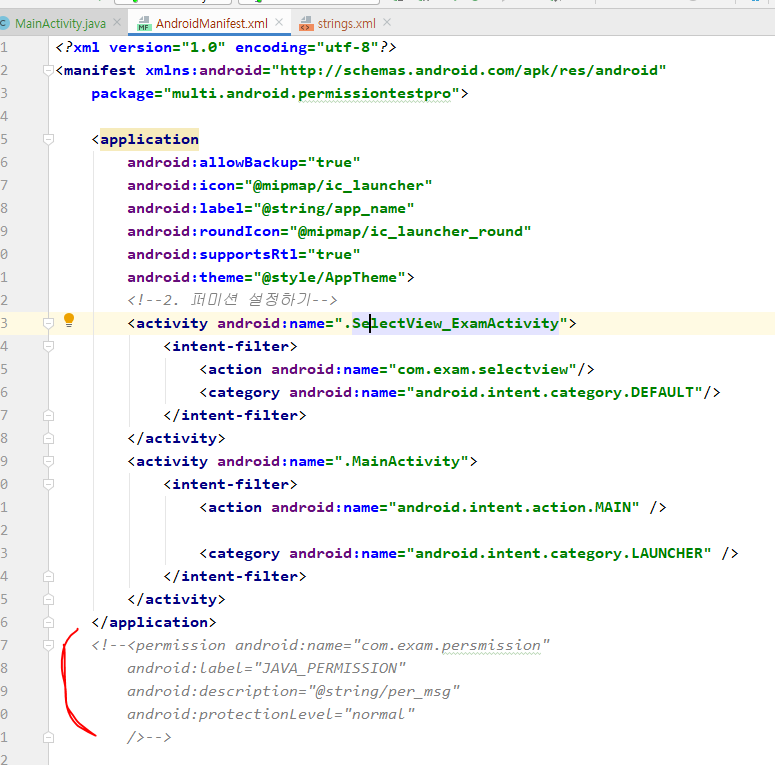 MainActivity.java AndroidManifest.xml strings.xml
1 <?xml version="1.0" encoding="utf-8"?>
2 <manifest xmlns:android="http://schemas.android.com/apk/res/android"
3 package="multi.android.permissiontestpro">
4
5 <application
6 android:allowBackup="true"
7 android:icon="@mipmap/ic_launcher"
8 android:label="@string/app_name"
9 android:roundIcon="@mipmap/ic_launcher_round"
0 android:supportsRtl="true"
1 android:theme="@style/AppTheme">
2 <!--2. 퍼미션 설정하기-->
3 <activity android:name=".SelectView_ExamActivity">
4 <intent-filter>
5 <action android:name="com.exam.selectview"/>
6 <category android:name="android.intent.category.DEFAULT"/>
7 </intent-filter>
8 </activity>
9 <activity android:name=".MainActivity">
0 <intent-filter>
1 <action android:name="android.intent.action.MAIN" />
2
3 <category android:name="android.intent.category.LAUNCHER" />
4 </intent-filter>
5 </activity>
6 </application>
7 <!--<permission android:name="com.exam.persmission"
8 android:label="JAVA_PERMISSION"
9 android:description="@string/per_msg"
0 android:protectionLevel="normal"
1 />-->
2